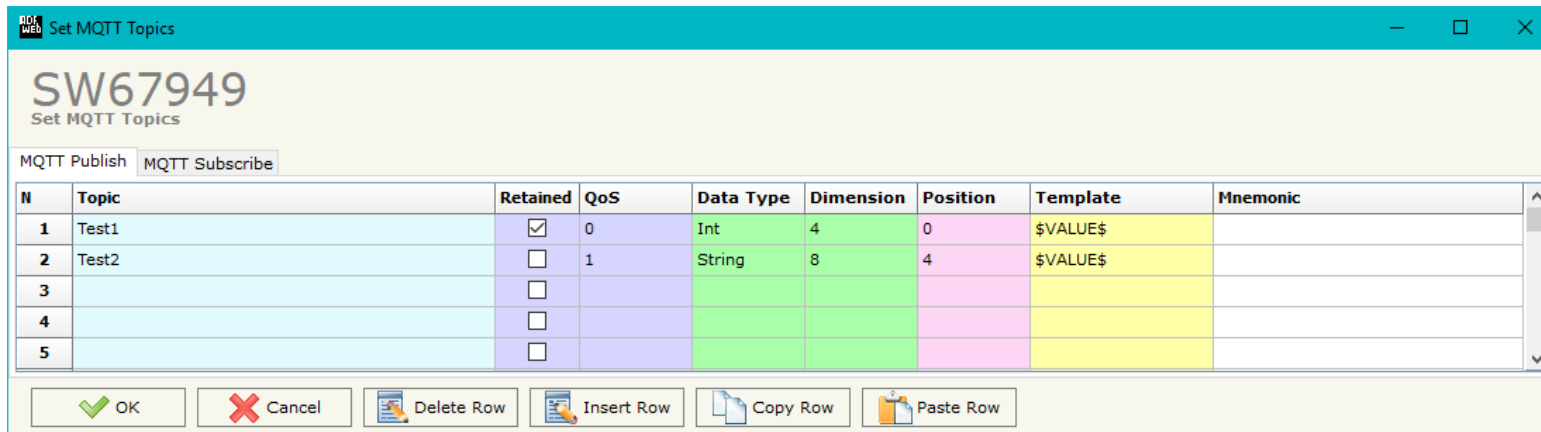 ADF WEB Set MQTT Topics
SW67949
Set MQTT Topics
MQTT Publish MQTT Subscribe
N Topic Retained QoS Data Type Dimension Position Template Mnemonic
1 Test1 0 Int 4 0 $VALUE$
2 Test2 1 String 8 4 $VALUE$
3
4
5
OK Cancel Delete Row Insert Row Copy Row Paste Row